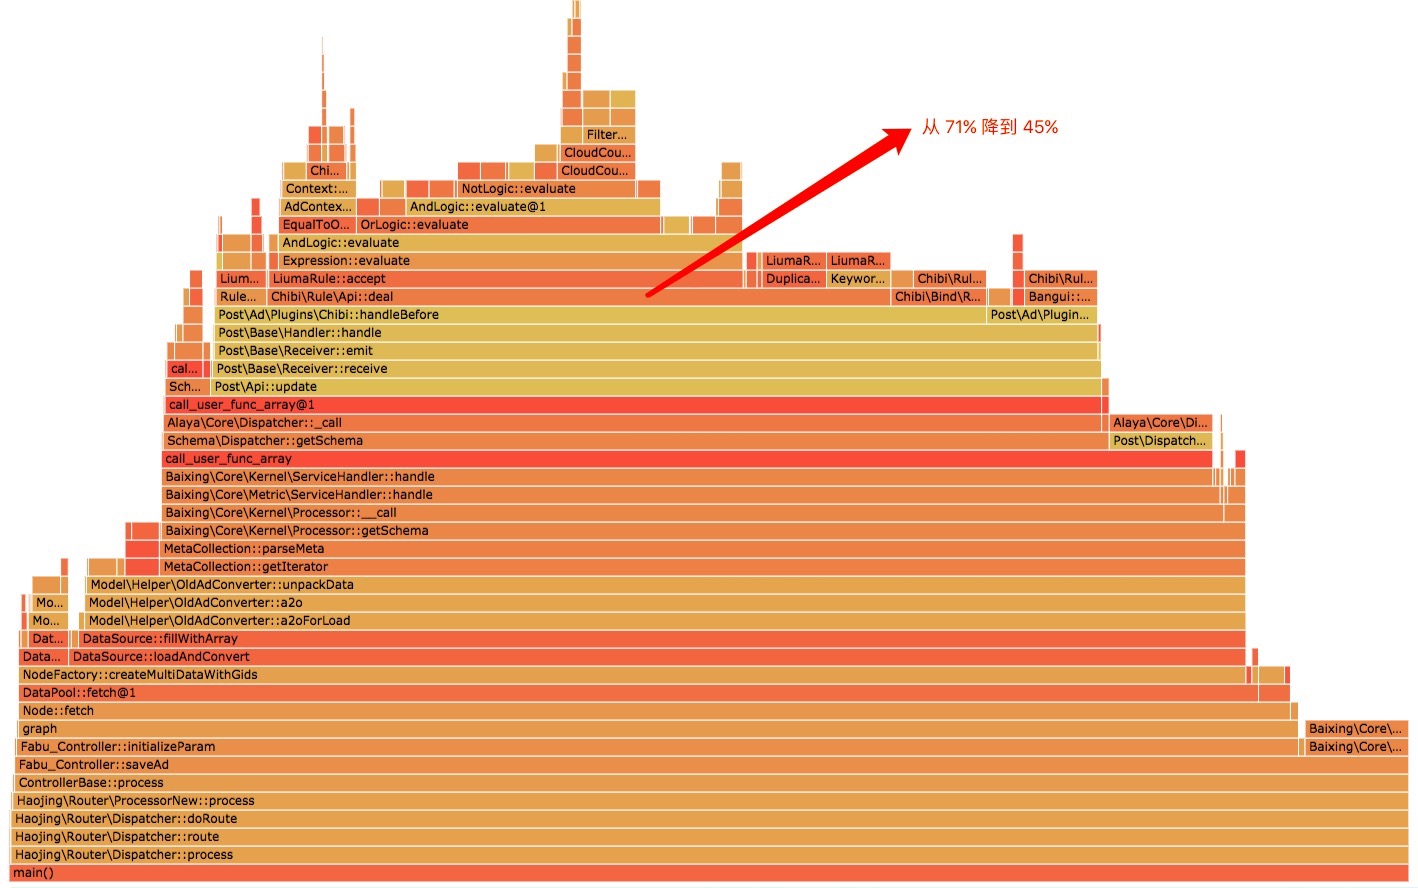 从 71% 降到 45%
Filter...
CloudCou...
Chi...
CloudCou...
Context:...
NotLogic::evaluate
AdContex...
AndLogic::evaluate@1
EqualToO...
OrLogic::evaluate
AndLogic::evaluate
Expression::evaluate
LiumaR...
LiumaR...
Lium...
LiumaRule::accept
Duplica...
Keywor...
Chibi\Rul...
Chibi\Rul...
Rule...
Chibi\Rule\Api::deal
Chibi\Bind\R...
Bangui::...
Post\Ad\Plugins\Chibi::handleBefore
Post\Ad\Plugin...
Post\Base\Handler::handle
Post\Base\Receiver::emit
cal...
Post\Base\Receiver::receive
Sch...
Post\Api::update
call_user_func_array@1
Alaya\Core\Dispatcher::_call
Alaya\Core\Di...
Schema\Dispatcher::getSchema
Post\Dispatch...
call_user_func_array
Baixing\Core\Kernel\ServiceHandler::handle
Baixing\Core\Metric\ServiceHandler::handle
Baixing\Core\Kernel\Processor::__call
Baixing\Core\Kernel\Processor::getSchema
MetaCollection::parseMeta
MetaCollection::getIterator
Model\Helper\OldAdConverter::unpackData
Mo...
Model\Helper\OldAdConverter::a2o
Mo...
Model\Helper\OldAdConverter::a2oForLoad
Dat...
DataSource::fillWithArray
Data...
DataSource::loadAndConvert
NodeFactory::createMultiDataWithGids
DataPool::fetch@1
Node::fetch
graph
Baixing\Core\...
Fabu_Controller::initializeParam
Baixing\Core\...
Fabu_Controller::saveAd
ControllerBase::process
Haojing\Router\ProcessorNew::process
Haojing\Router\Dispatcher::doRoute
Haojing\Router\Dispatcher::route
Haojing\Router\Dispatcher::process
main()